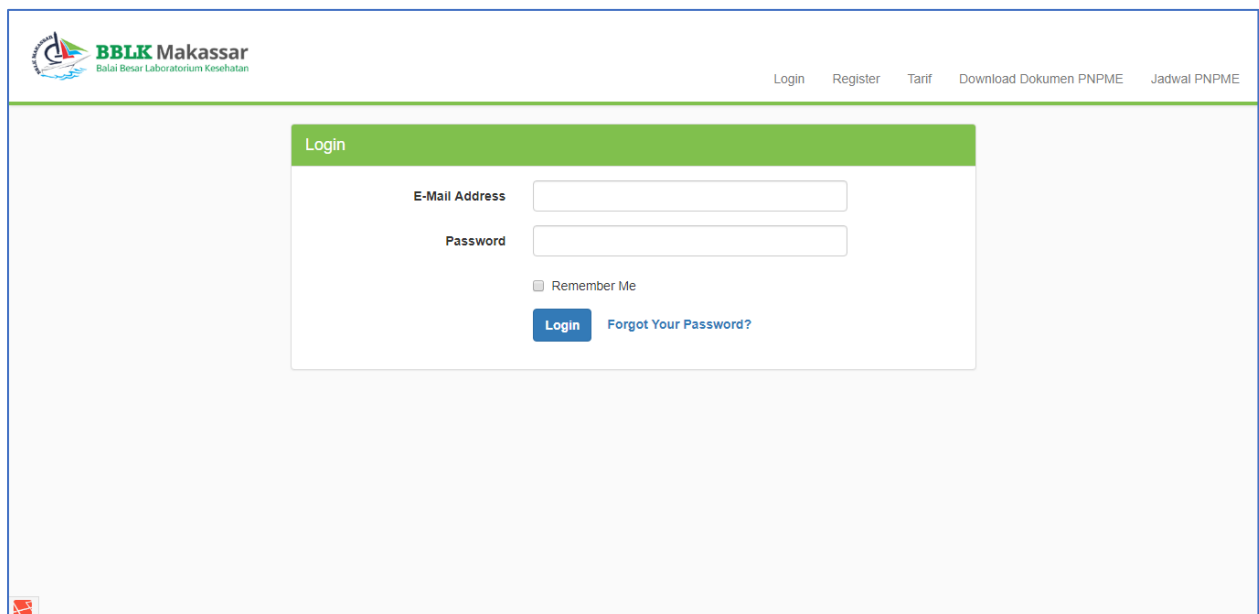 BBLK Makassar
Balai Besar Laboratorium Kesehatan
Login Register Tarif Download Dokumen PNPME Jadwal PNPME
Login
E-Mail Address
Password
Remember Me
Login Forgot Your Password?